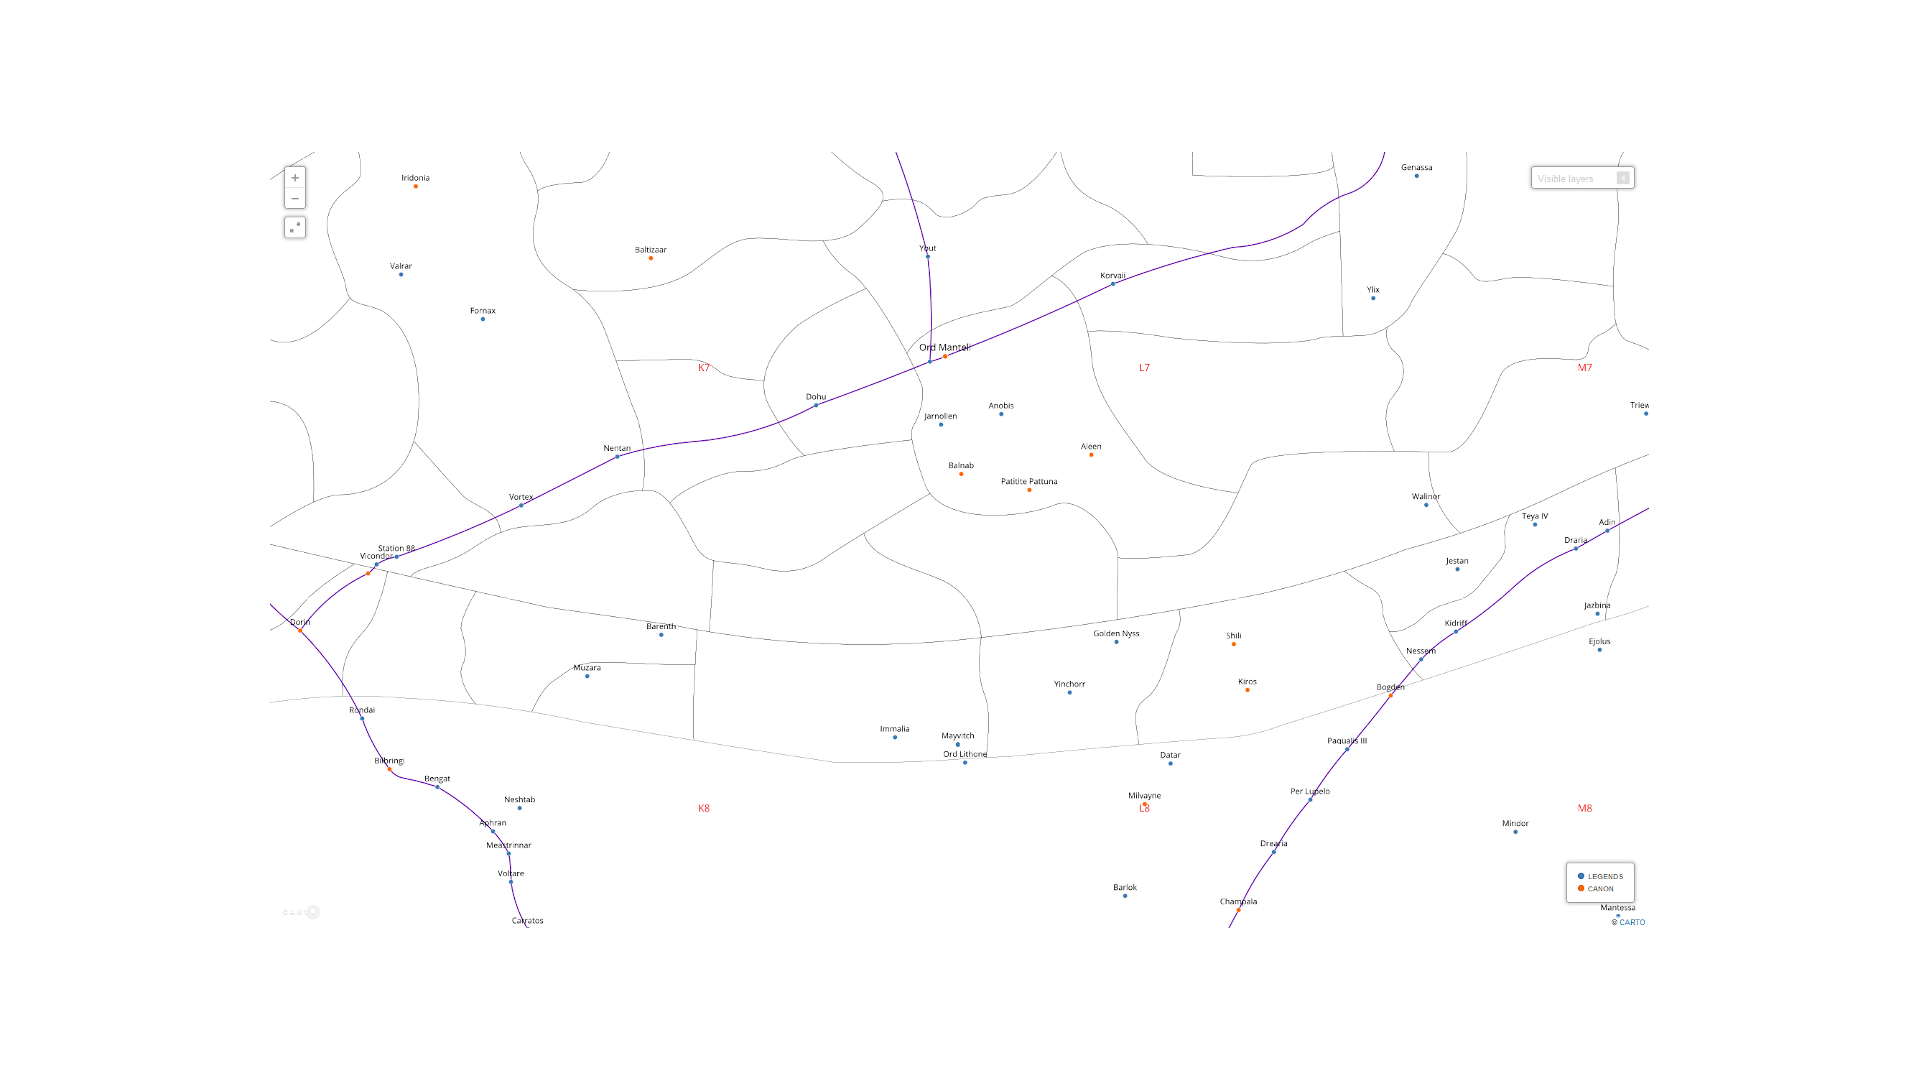 Genassa
Iridonia
+
Visible layers
−
Yout
Baltizaar
Valrar
Korvaii
Ylix
Fornax
Ord Mantell
K7
L7
M7
Dohu
Anobis
Triew
Jarnollen
Aleen
Nentan
Balnab
Patitite Pattuna
Vortex
Walinor
Teya IV
Adin
Draria
Station 88
Vicondor
Jestan
Jazbina
Dorin
Kidriff
Barenth
Golden Nyss
Shili
Ejolus
Nessem
Muzara
Yinchorr
Kiros
Bogden
Rondai
Immalia
Mayvitch
Paqualis III
Ord Lithone
Datar
Bilbringi
Bengat
Neshtab
Milvayne
Per Lupelo
K8
L8
M8
Aphran
Mindor
Meastrinnar
Drearia
Voltare
LEGENDS
CANON
Barlok
Champala
Mantessa
CARTO
Carratos
© CARTO